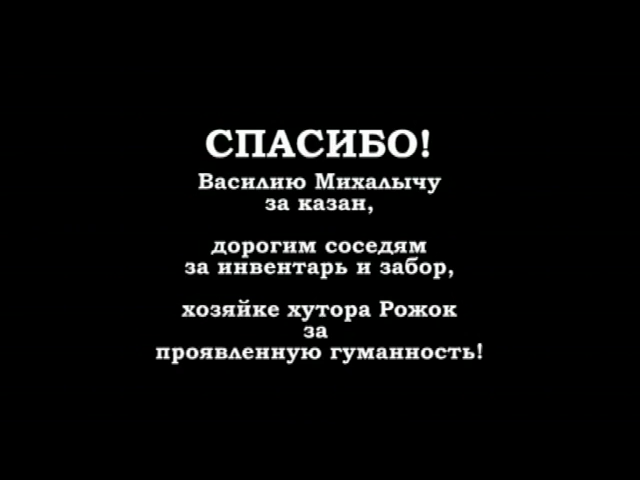 СПАСИБО!
Василию Михалычу
за казан,
дорогим соседям
за инвентарь и забор,
хозяйке хутора Рожок
за
проявленную гуманность!